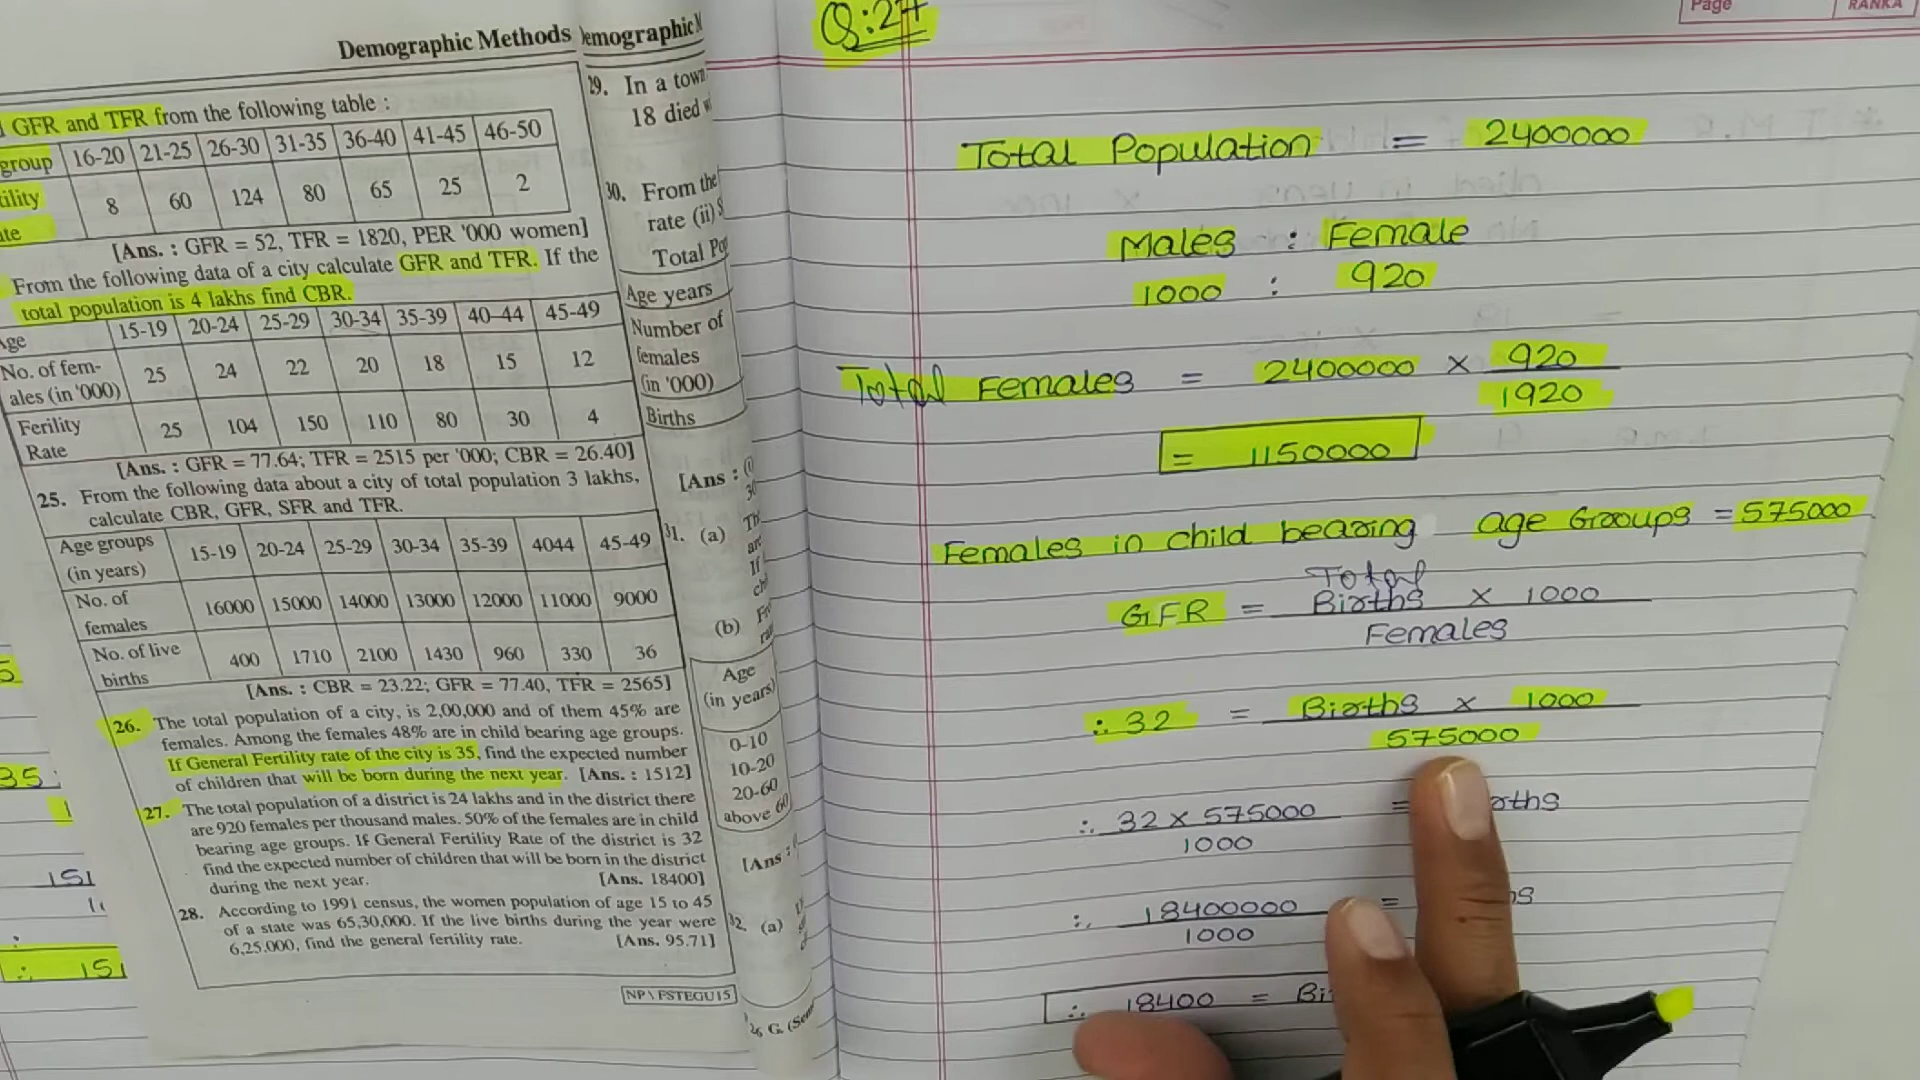 Demographic Methods
GFR and TFR from the following table :
group 16-20 21-25 26-30 31-35 36-40 41-45 46-50
8 60 124 80 65 25 2
[Ans. : GFR = 52, TFR = 1820, PER '000 women]
From the following data of a city calculate GFR and TFR. If the
total population is 4 lakhs find CBR.
15-19 20-24 25-29 30-34 35-39 40-44 45-49
No. of fem-
ales (in '000) 25 24 22 20 18 15 12
Ferility
Rate 25 104 150 110 80 30 4
[Ans. : GFR = 77.64; TFR = 2515 per '000; CBR = 26.40]
25. From the following data about a city of total population 3 lakhs,
calculate CBR, GFR, SFR and TFR.
Age groups
(in years) 15-19 20-24 25-29 30-34 35-39 4044 45-49
No. of
females 16000 15000 14000 13000 12000 11000 9000
No. of live
births 400 1710 2100 1430 960 330 36
[Ans. : CBR = 23.22; GFR = 77.40, TFR = 2565]
26. The total population of a city, is 2,00,000 and of them 45% are
females. Among the females 48% are in child bearing age groups.
If General Fertility rate of the city is 35, find the expected number
of children that will be born during the next year. [Ans. : 1512]
27. The total population of a district is 24 lakhs and in the district there
are 920 females per thousand males. 50% of the females are in child
bearing age groups. If General Fertility Rate of the district is 32
find the expected number of children that will be born in the district
during the next year. [Ans. 18400]
28. According to 1991 census, the women population of age 15 to 45
of a state was 65,30,000. If the live births during the year were
6,25,000, find the general fertility rate. [Ans. 95.71]
NP\FSTEGU15
29. In a town
18 died
30. From the
rate (ii)
Total
Age years
Number of
females
(in '000)
Births
[Ans :
31. (a)
If
(b)
Age
(in years)
0-10
10-20
20-60
above 60
[Ans :
32. (a)
35
151
∴ 151
Page
RANKA
Q:27
Total Population = 2400000
Males : Female
1000 : 920
Total Females = 2400000 × 920
1920
= 1150000
Females in child bearing age Groups = 575000
GFR = Total Births × 1000
Females
∴ 32 = Births × 1000
575000
∴ 32 × 575000 =
1000
∴ 18400000 =
1000
∴ 18400 =